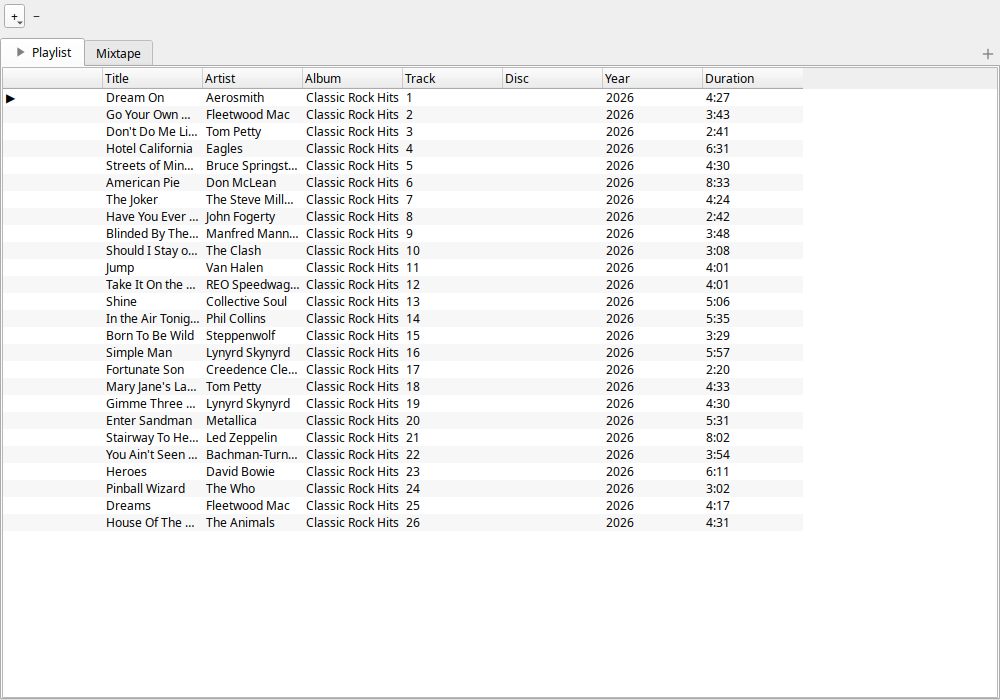 + −
Playlist Mixtape +
Title Artist Album Track Disc Year Duration
Dream On Aerosmith Classic Rock Hits 1 2026 4:27
Go Your Own ... Fleetwood Mac Classic Rock Hits 2 2026 3:43
Don't Do Me Li... Tom Petty Classic Rock Hits 3 2026 2:41
Hotel California Eagles Classic Rock Hits 4 2026 6:31
Streets of Min... Bruce Springst... Classic Rock Hits 5 2026 4:30
American Pie Don McLean Classic Rock Hits 6 2026 8:33
The Joker The Steve Mill... Classic Rock Hits 7 2026 4:24
Have You Ever ... John Fogerty Classic Rock Hits 8 2026 2:42
Blinded By The... Manfred Mann... Classic Rock Hits 9 2026 3:48
Should I Stay o... The Clash Classic Rock Hits 10 2026 3:08
Jump Van Halen Classic Rock Hits 11 2026 4:01
Take It On the ... REO Speedwag... Classic Rock Hits 12 2026 4:01
Shine Collective Soul Classic Rock Hits 13 2026 5:06
In the Air Tonig... Phil Collins Classic Rock Hits 14 2026 5:35
Born To Be Wild Steppenwolf Classic Rock Hits 15 2026 3:29
Simple Man Lynyrd Skynyrd Classic Rock Hits 16 2026 5:57
Fortunate Son Creedence Cle... Classic Rock Hits 17 2026 2:20
Mary Jane's La... Tom Petty Classic Rock Hits 18 2026 4:33
Gimme Three ... Lynyrd Skynyrd Classic Rock Hits 19 2026 4:30
Enter Sandman Metallica Classic Rock Hits 20 2026 5:31
Stairway To He... Led Zeppelin Classic Rock Hits 21 2026 8:02
You Ain't Seen ... Bachman-Turn... Classic Rock Hits 22 2026 3:54
Heroes David Bowie Classic Rock Hits 23 2026 6:11
Pinball Wizard The Who Classic Rock Hits 24 2026 3:02
Dreams Fleetwood Mac Classic Rock Hits 25 2026 4:17
House Of The ... The Animals Classic Rock Hits 26 2026 4:31